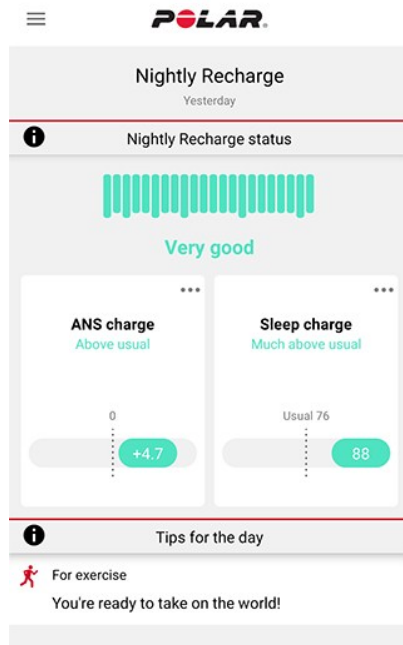 POLAR.
Nightly Recharge
Yesterday
Nightly Recharge status
Very good
ANS charge
Above usual
0
+4.7
Sleep charge
Much above usual
Usual 76
88
Tips for the day
For exercise
You're ready to take on the world!